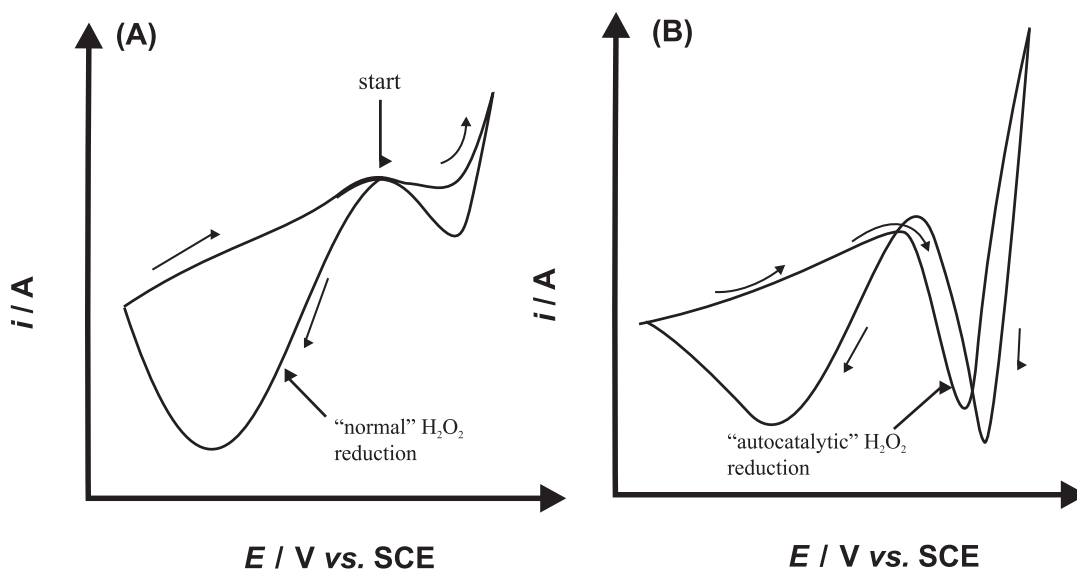 (A)
start
i / A
“normal” H₂O₂
reduction
E / V vs. SCE
(B)
i / A
“autocatalytic” H₂O₂
reduction
E / V vs. SCE